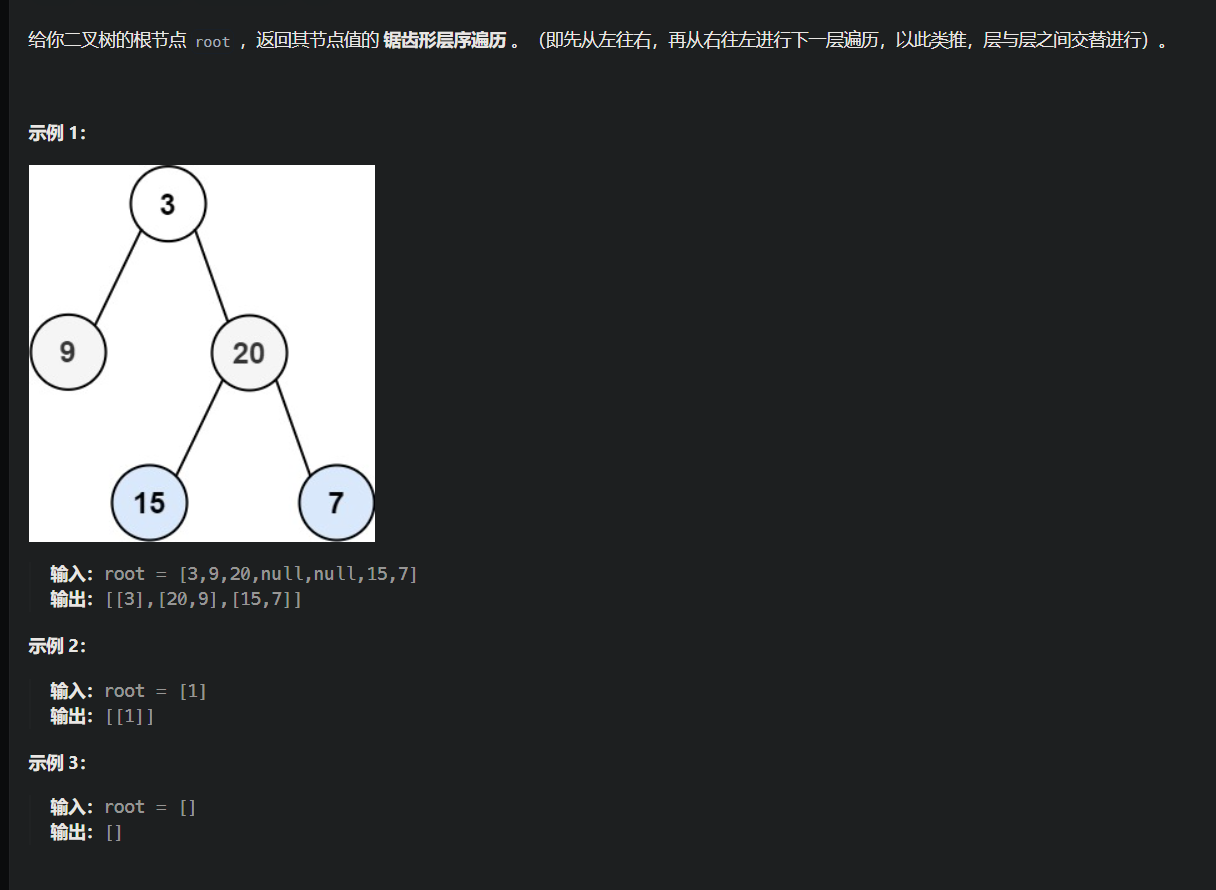 给你二叉树的根节点 root ，返回其节点值的 锯齿形层序遍历 。（即先从左往右，再从右往左进行下一层遍历，以此类推，层与层之间交替进行）。
示例 1：
3
9
20
15
7
输入：root = [3,9,20,null,null,15,7]
输出：[[3],[20,9],[15,7]]
示例 2：
输入：root = [1]
输出：[[1]]
示例 3：
输入：root = []
输出：[]